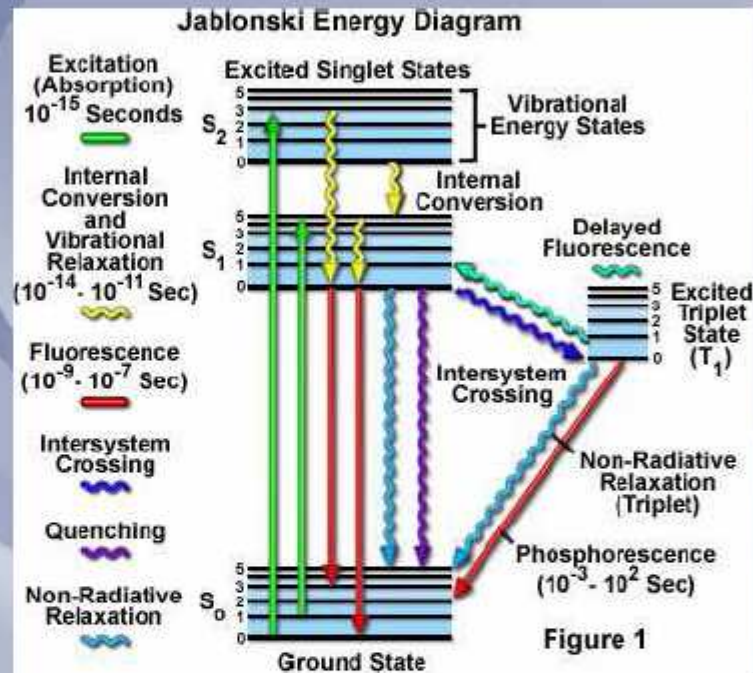 Jablonski Energy Diagram
Excitation
(Absorption)
10⁻¹⁵ Seconds
Internal
Conversion
and
Vibrational
Relaxation
(10⁻¹⁴- 10⁻¹¹ Sec)
Fluorescence
(10⁻⁹- 10⁻⁷ Sec)
Intersystem
Crossing
Quenching
Non-Radiative
Relaxation
Excited Singlet States
S₂
5
3
2
1
0
Vibrational
Energy States
Internal
Conversion
S₁
5
3
2
1
0
Delayed
Fluorescence
5
3
2
1
0
Excited
Triplet
State
(T₁)
Intersystem
Crossing
Non-Radiative
Relaxation
(Triplet)
Phosphorescence
(10⁻³- 10² Sec)
S₀
5
3
2
1
0
Ground State
Figure 1